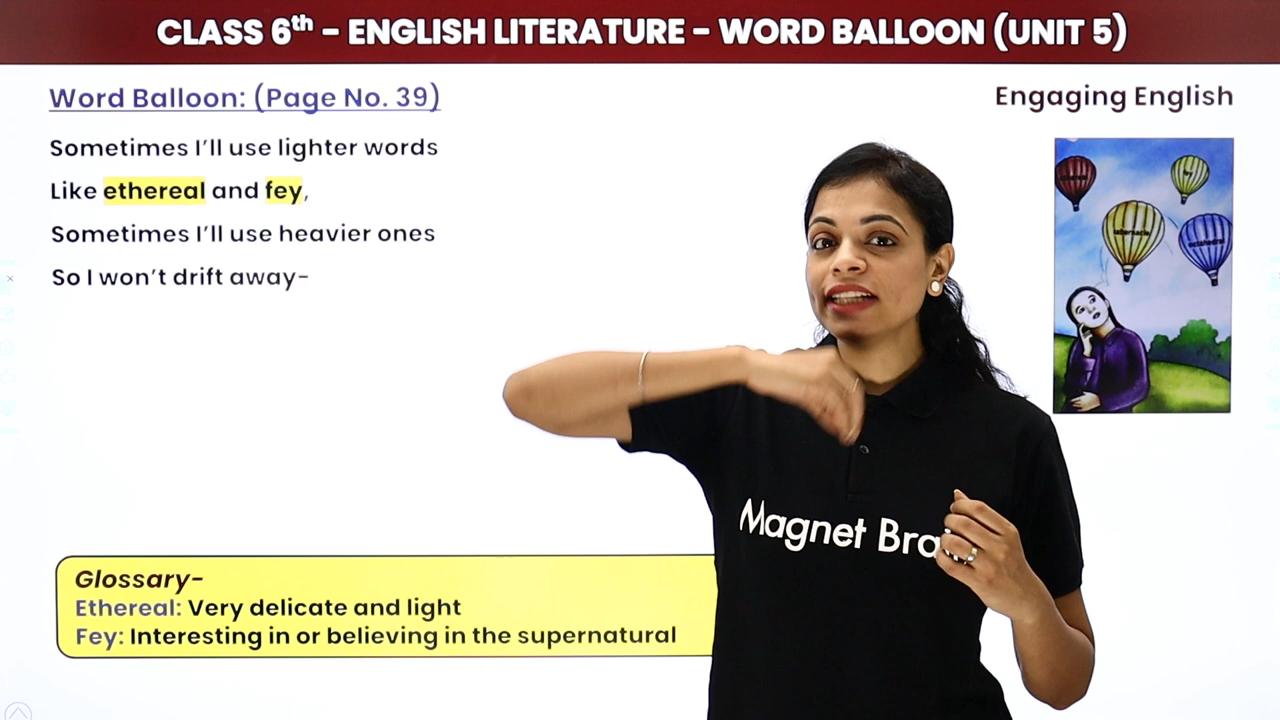 CLASS 6th – ENGLISH LITERATURE – WORD BALLOON (UNIT 5)
Word Balloon: (Page No. 39)
Engaging English
Sometimes I'll use lighter words
Like ethereal and fey,
Sometimes I'll use heavier ones
So I won't drift away-
tabernacle
octahedral
Magnet Bra
Glossary-
Ethereal: Very delicate and light
Fey: Interesting in or believing in the supernatural